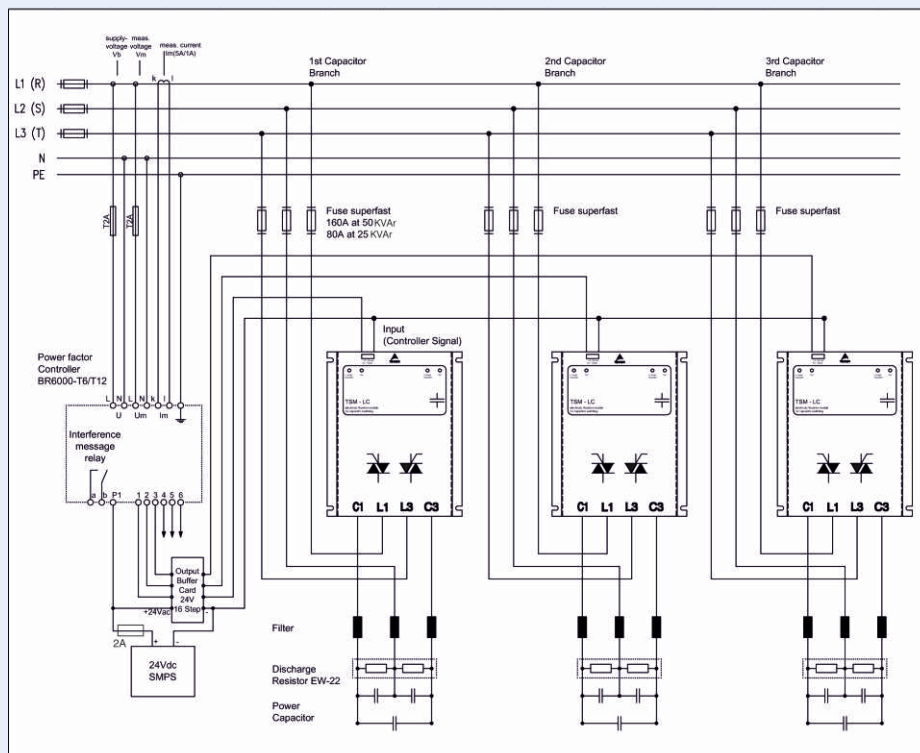 supply-
voltage
Vb
meas.
voltage
Vm
meas. current
Im(5A/1A)
k l
1st Capacitor
Branch
2nd Capacitor
Branch
3rd Capacitor
Branch
L1 (R)
L2 (S)
L3 (T)
N
PE
T2A
T2A
Fuse superfast
160A at 50 KVAr
80A at 25 KVAr
Fuse superfast
Fuse superfast
Input
(Controller Signal)
Power factor
Controller
BR6000-T6/T12
L N L N k l
U Um Im
Interference
message
relay
a b P1 1 2 3 4 5 6
TSM - LC
TSM - LC
TSM - LC
C1 L1 L3 C3
C1 L1 L3 C3
C1 L1 L3 C3
Output
Buffer
Card
24V
16 Step
+24Vac -
2A
+ -
24Vdc
SMPS
Filter
Discharge
Resistor EW-22
Power
Capacitor